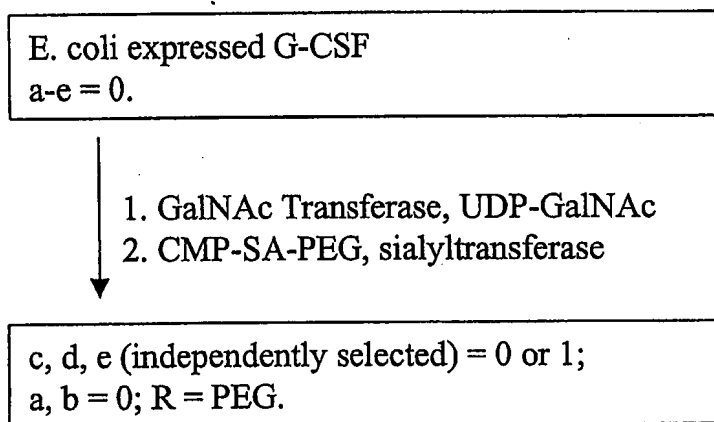 E. coli expressed G-CSF
a-e = 0.
1. GalNAc Transferase, UDP-GalNAc
2. CMP-SA-PEG, sialyltransferase
c, d, e (independently selected) = 0 or 1;
a, b = 0; R = PEG.